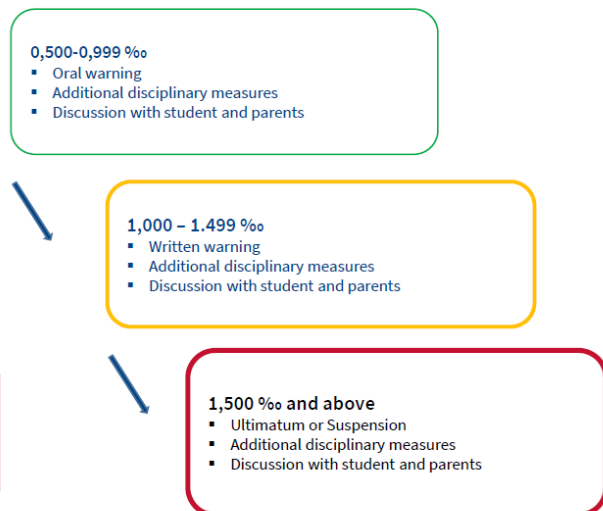 0,500-0,999 ‰
▪ Oral warning
▪ Additional disciplinary measures
▪ Discussion with student and parents
1,000 – 1.499 ‰
▪ Written warning
▪ Additional disciplinary measures
▪ Discussion with student and parents
1,500 ‰ and above
▪ Ultimatum or Suspension
▪ Additional disciplinary measures
▪ Discussion with student and parents